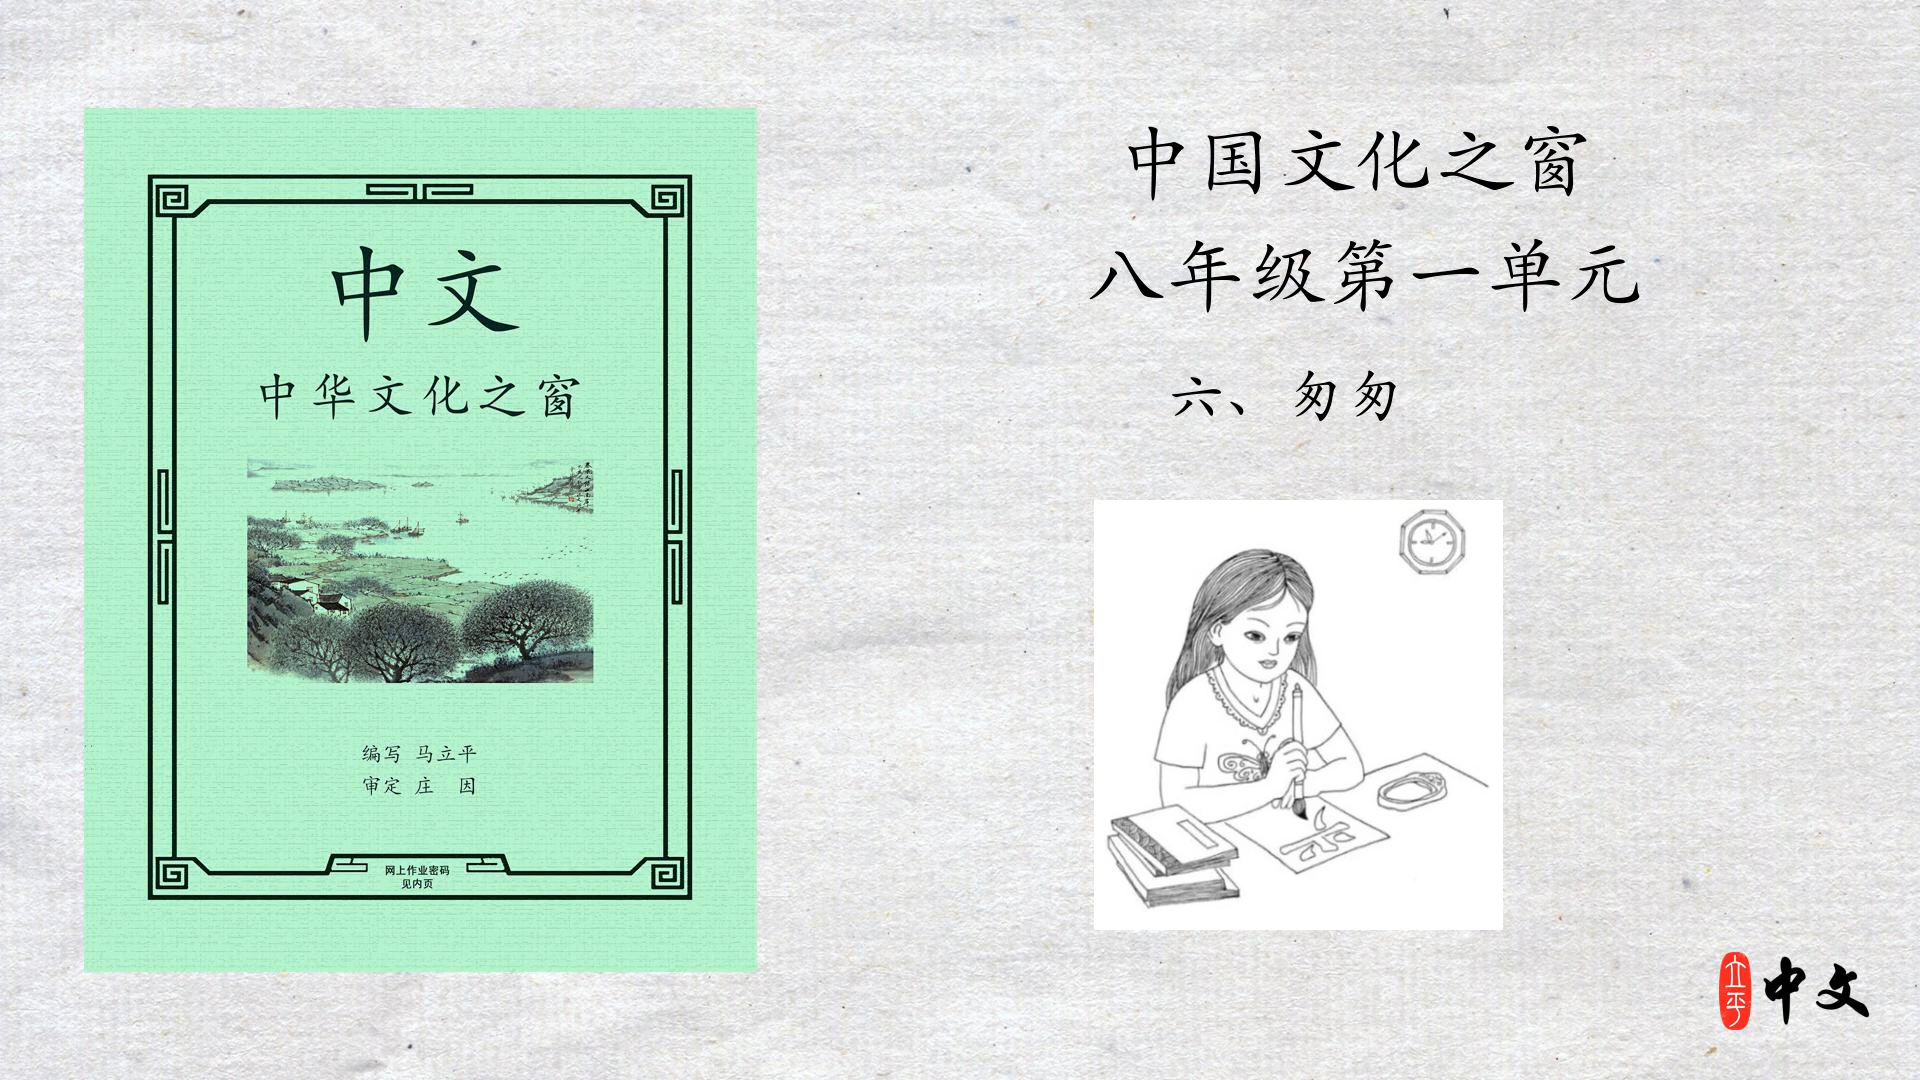 中文
中华文化之窗
编写 马立平
审定 庄 因
网上作业密码
见内页
中国文化之窗
八年级第一单元
六、匆匆
立平
中文